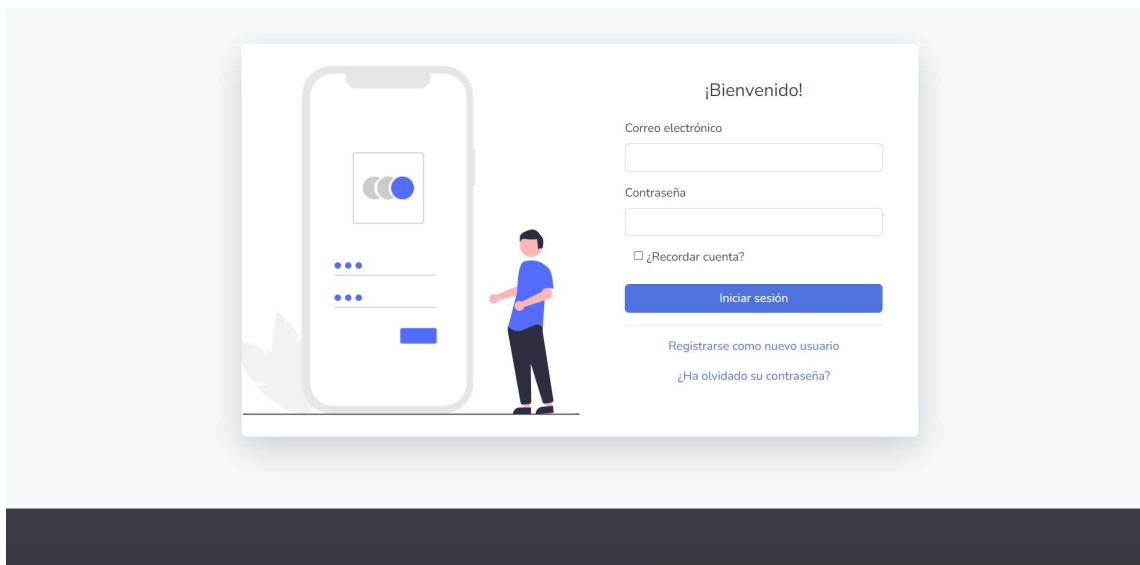 ¡Bienvenido!
Correo electrónico
Contraseña
¿Recordar cuenta?
Iniciar sesión
Registrarse como nuevo usuario
¿Ha olvidado su contraseña?